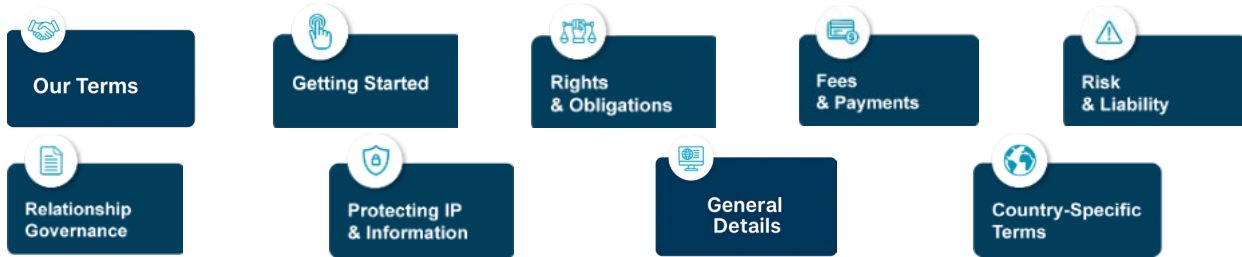 Our Terms
Getting Started
Rights
& Obligations
Fees
& Payments
Risk
& Liability
Relationship
Governance
Protecting IP
& Information
General
Details
Country-Specific
Terms